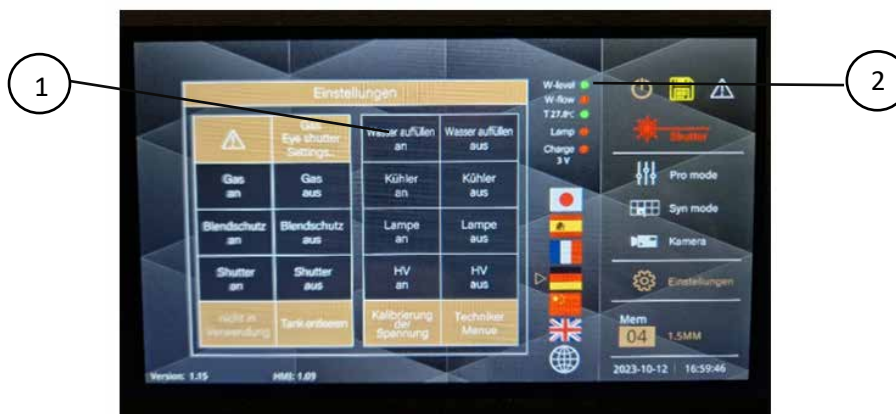 1
2
Einstellungen
Gas
Eye shutter
Settings..
Wasser auffüllen
an
Wasser auffüllen
aus
Gas
an
Gas
aus
Kühler
an
Kühler
aus
Blendschutz
an
Blendschutz
aus
Lampe
an
Lampe
aus
Shutter
an
Shutter
aus
HV
an
HV
aus
nicht in
Verwendung
Tank entleeren
Kalibrierung
der
Spannung
Techniker
Menue
Version: 1.15
HMI: 1.09
W-level
W-flow
T 27.8°C
Lamp
Charge
3 V
Shutter
Pro mode
Syn mode
Kamera
Einstellungen
Mem
04 1.5MM
2023-10-12 16:59:46